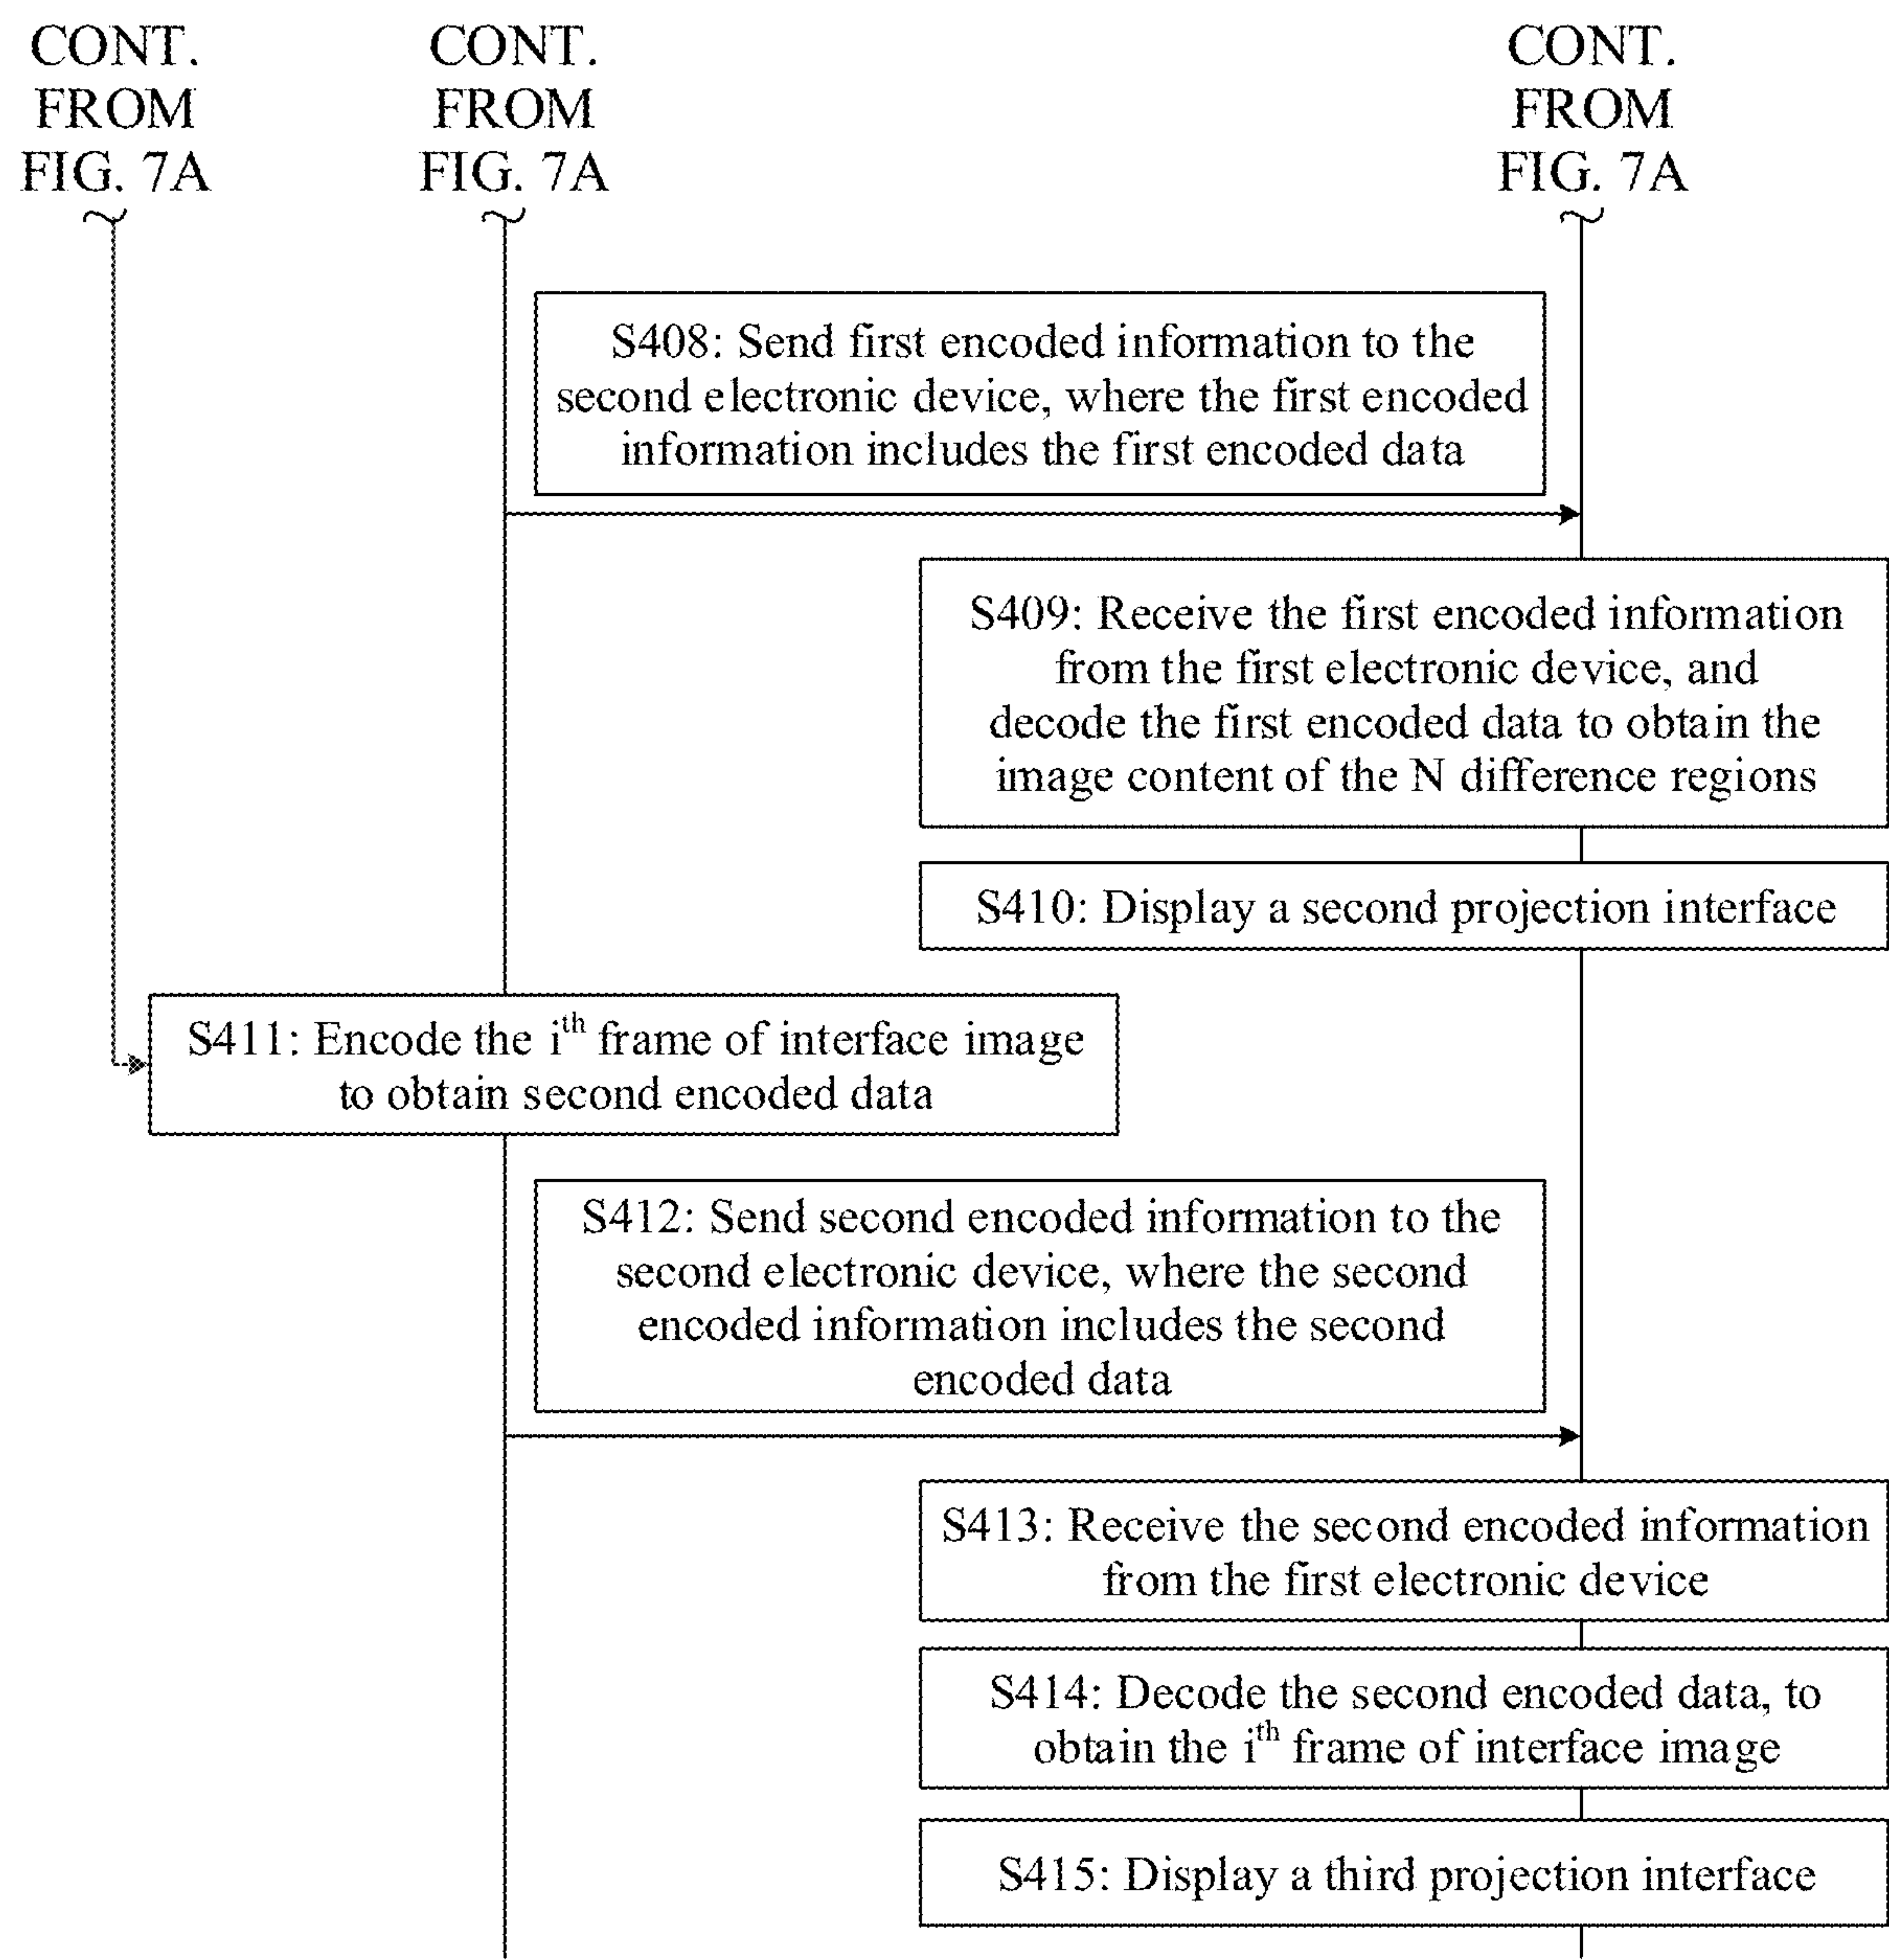 CONT.
FROM
FIG. 7A
CONT.
FROM
FIG. 7A
CONT.
FROM
FIG. 7A
S408: Send first encoded information to the
second electronic device, where the first encoded
information includes the first encoded data
S409: Receive the first encoded information
from the first electronic device, and
decode the first encoded data to obtain the
image content of the N difference regions
S410: Display a second projection interface
S411: Encode the ith frame of interface image
to obtain second encoded data
S412: Send second encoded information to the
second electronic device, where the second
encoded information includes the second
encoded data
S413: Receive the second encoded information
from the first electronic device
S414: Decode the second encoded data, to
obtain the ith frame of interface image
S415: Display a third projection interface